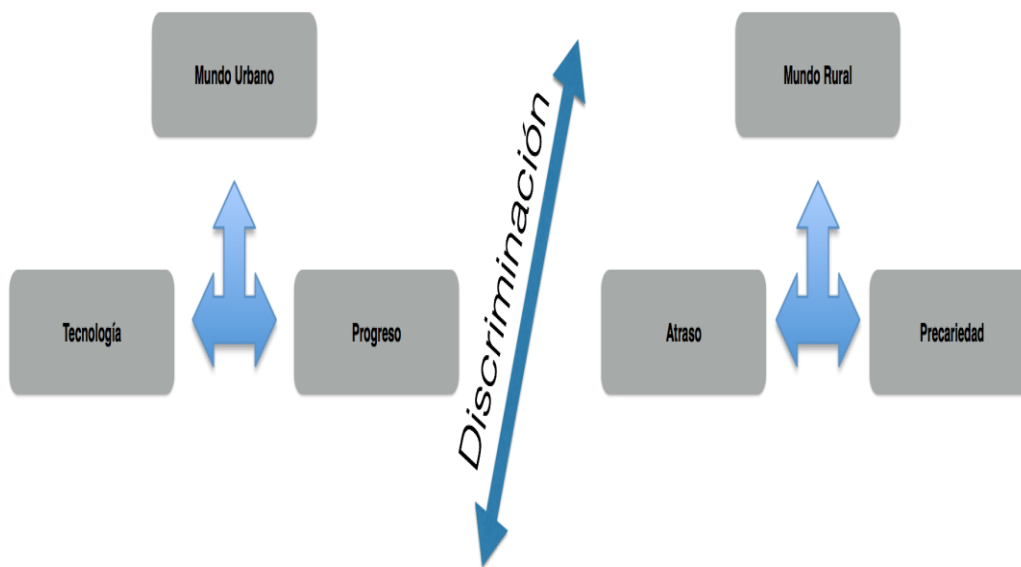 Mundo Urbano
Tecnología
Progreso
Discriminación
Mundo Rural
Atraso
Precariedad